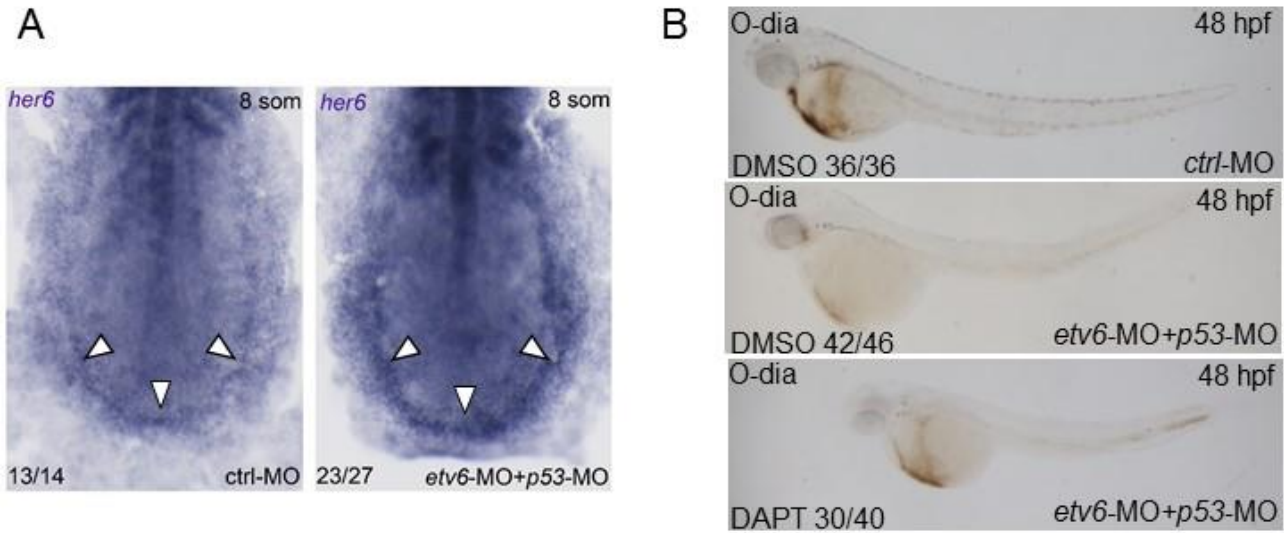 A
her6
8 som
13/14
ctrl-MO
her6
8 som
23/27
etv6-MO+p53-MO
B
O-dia
48 hpf
DMSO 36/36
ctrl-MO
O-dia
48 hpf
DMSO 42/46
etv6-MO+p53-MO
O-dia
48 hpf
DAPT 30/40
etv6-MO+p53-MO